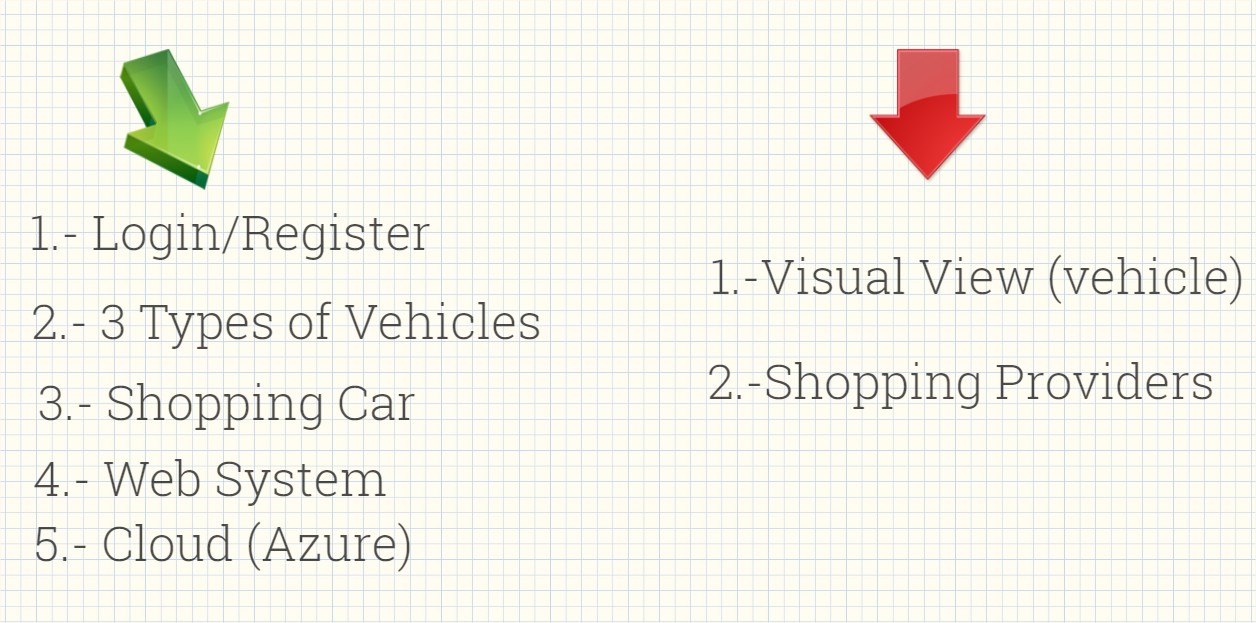 1.- Login/Register
2.- 3 Types of Vehicles
3.- Shopping Car
4.- Web System
5.- Cloud (Azure)
1.-Visual View (vehicle)
2.-Shopping Providers